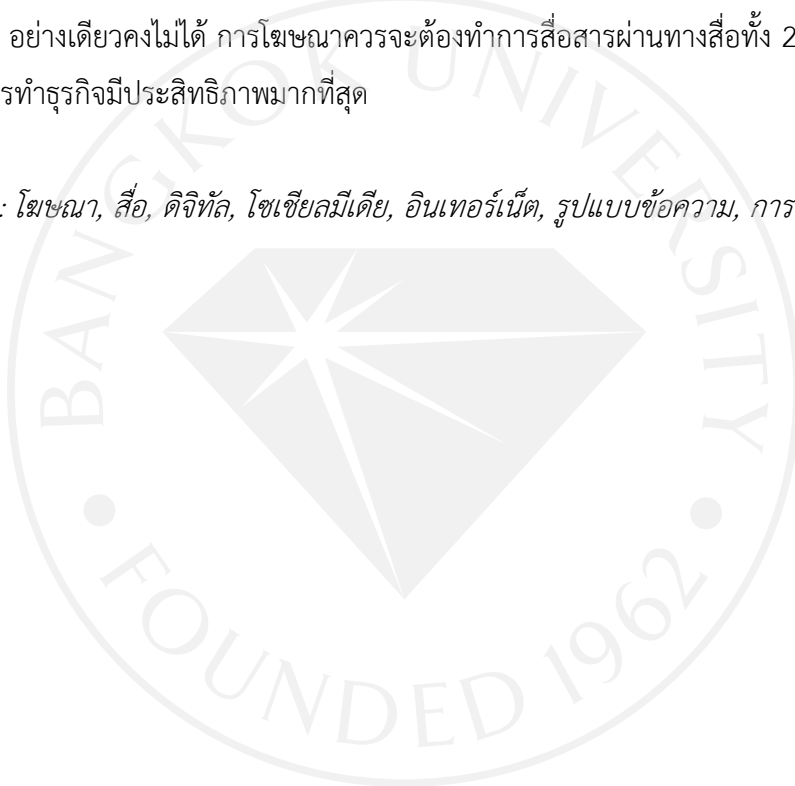 อย่างเดียวคงไม่ได้ การโฆษณาควรจะต้องทำการสื่อสารผ่านทางสื่อทั้ง 2
รทำธุรกิจมีประสิทธิภาพมากที่สุด
: โฆษณา, สื่อ, ดิจิทัล, โซเชียลมีเดีย, อินเทอร์เน็ต, รูปแบบข้อความ, การ
BANGKOK UNIVERSITY
• FOUNDED 1962 •